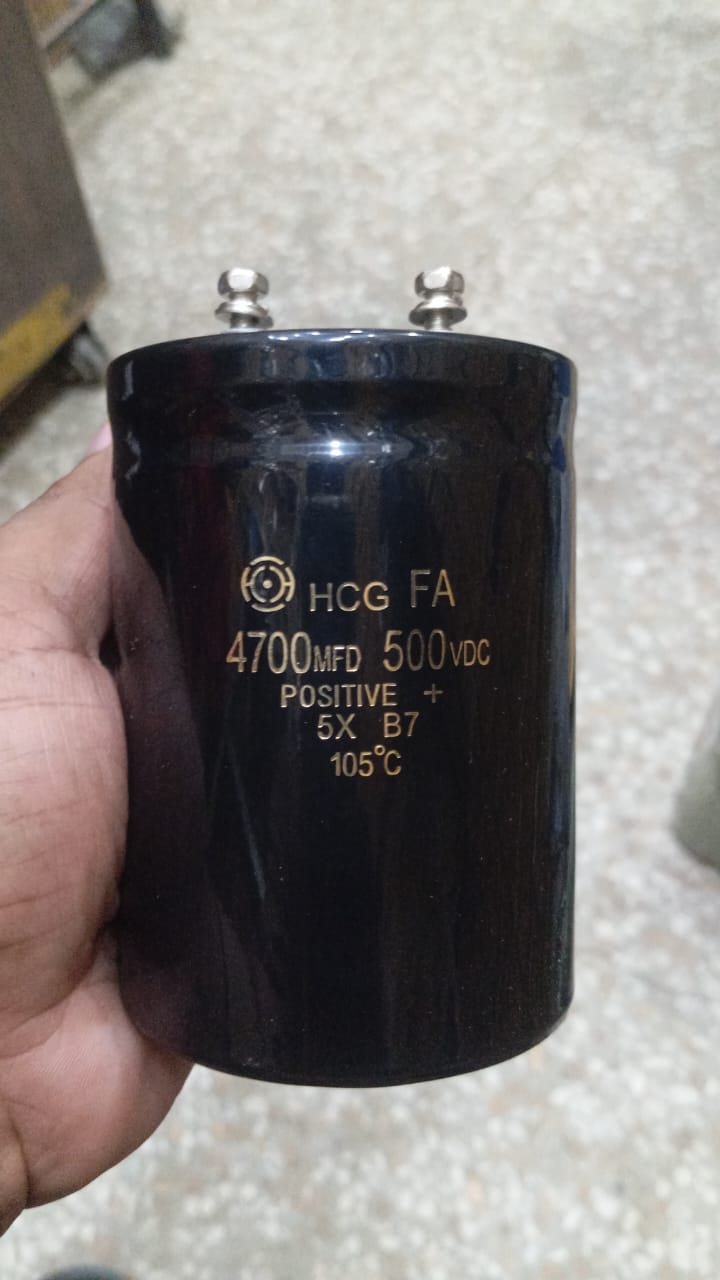 HCG FA
4700MFD 500VDC
POSITIVE +
5X B7
105°C